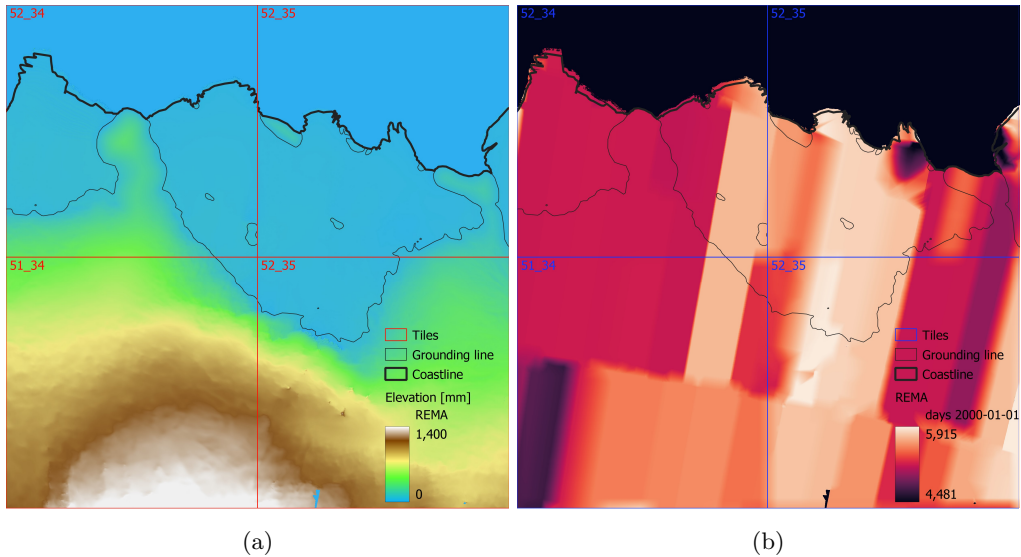 52_34
52_35
51_34
52_35
Tiles
Grounding line
Coastline
Elevation [mm]
REMA
1,400
0
(a)
52_34
52_35
51_34
52_35
Tiles
Grounding line
Coastline
REMA
days 2000-01-01
5,915
4,481
(b)